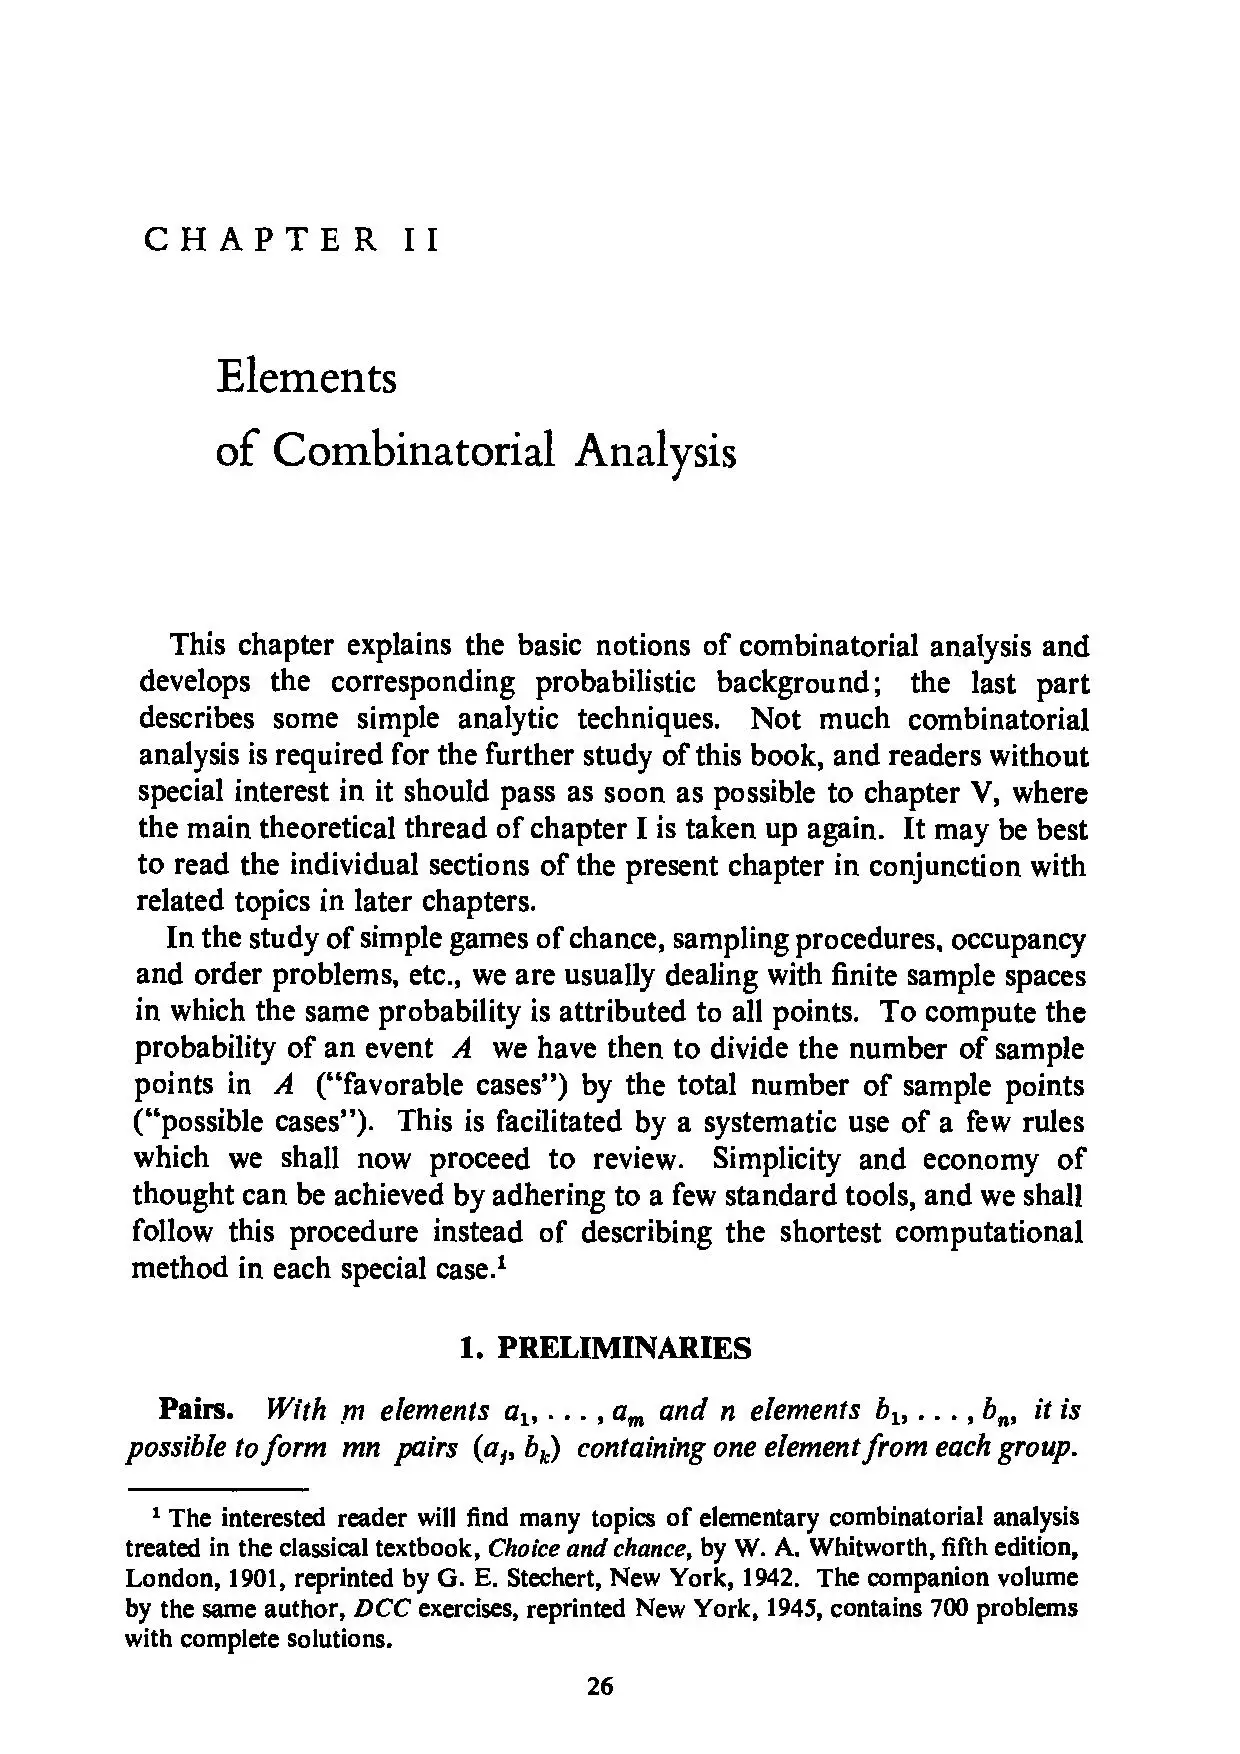 CHAPTER II
Elements
of Combinatorial Analysis
This chapter explains the basic notions of combinatorial analysis and
develops the corresponding probabilistic background; the last part
describes some simple analytic techniques. Not much combinatorial
analysis is required for the further study of this book, and readers without
special interest in it should pass as soon as possible to chapter V, where
the main theoretical thread of chapter I is taken up again. It may be best
to read the individual sections of the present chapter in conjunction with
related topics in later chapters.
In the study of simple games of chance, sampling procedures, occupancy
and order problems, etc., we are usually dealing with finite sample spaces
in which the same probability is attributed to all points. To compute the
probability of an event A we have then to divide the number of sample
points in A (“favorable cases”) by the total number of sample points
(“possible cases”). This is facilitated by a systematic use of a few rules
which we shall now proceed to review. Simplicity and economy of
thought can be achieved by adhering to a few standard tools, and we shall
follow this procedure instead of describing the shortest computational
method in each special case.¹
1. PRELIMINARIES
Pairs. With m elements a₁, . . . , aₘ and n elements b₁, . . . , bₙ, it is
possible to form mn pairs (aⱼ, bₖ) containing one element from each group.
¹ The interested reader will find many topics of elementary combinatorial analysis
treated in the classical textbook, Choice and chance, by W. A. Whitworth, fifth edition,
London, 1901, reprinted by G. E. Stechert, New York, 1942. The companion volume
by the same author, DCC exercises, reprinted New York, 1945, contains 700 problems
with complete solutions.
26